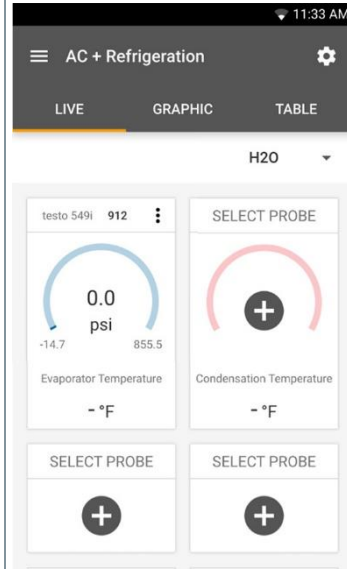 11:33 AM
AC + Refrigeration
LIVE GRAPHIC TABLE
H2O
testo 549i 912
SELECT PROBE
0.0
psi
-14.7 855.5
Evaporator Temperature
Condensation Temperature
- °F
- °F
SELECT PROBE
SELECT PROBE